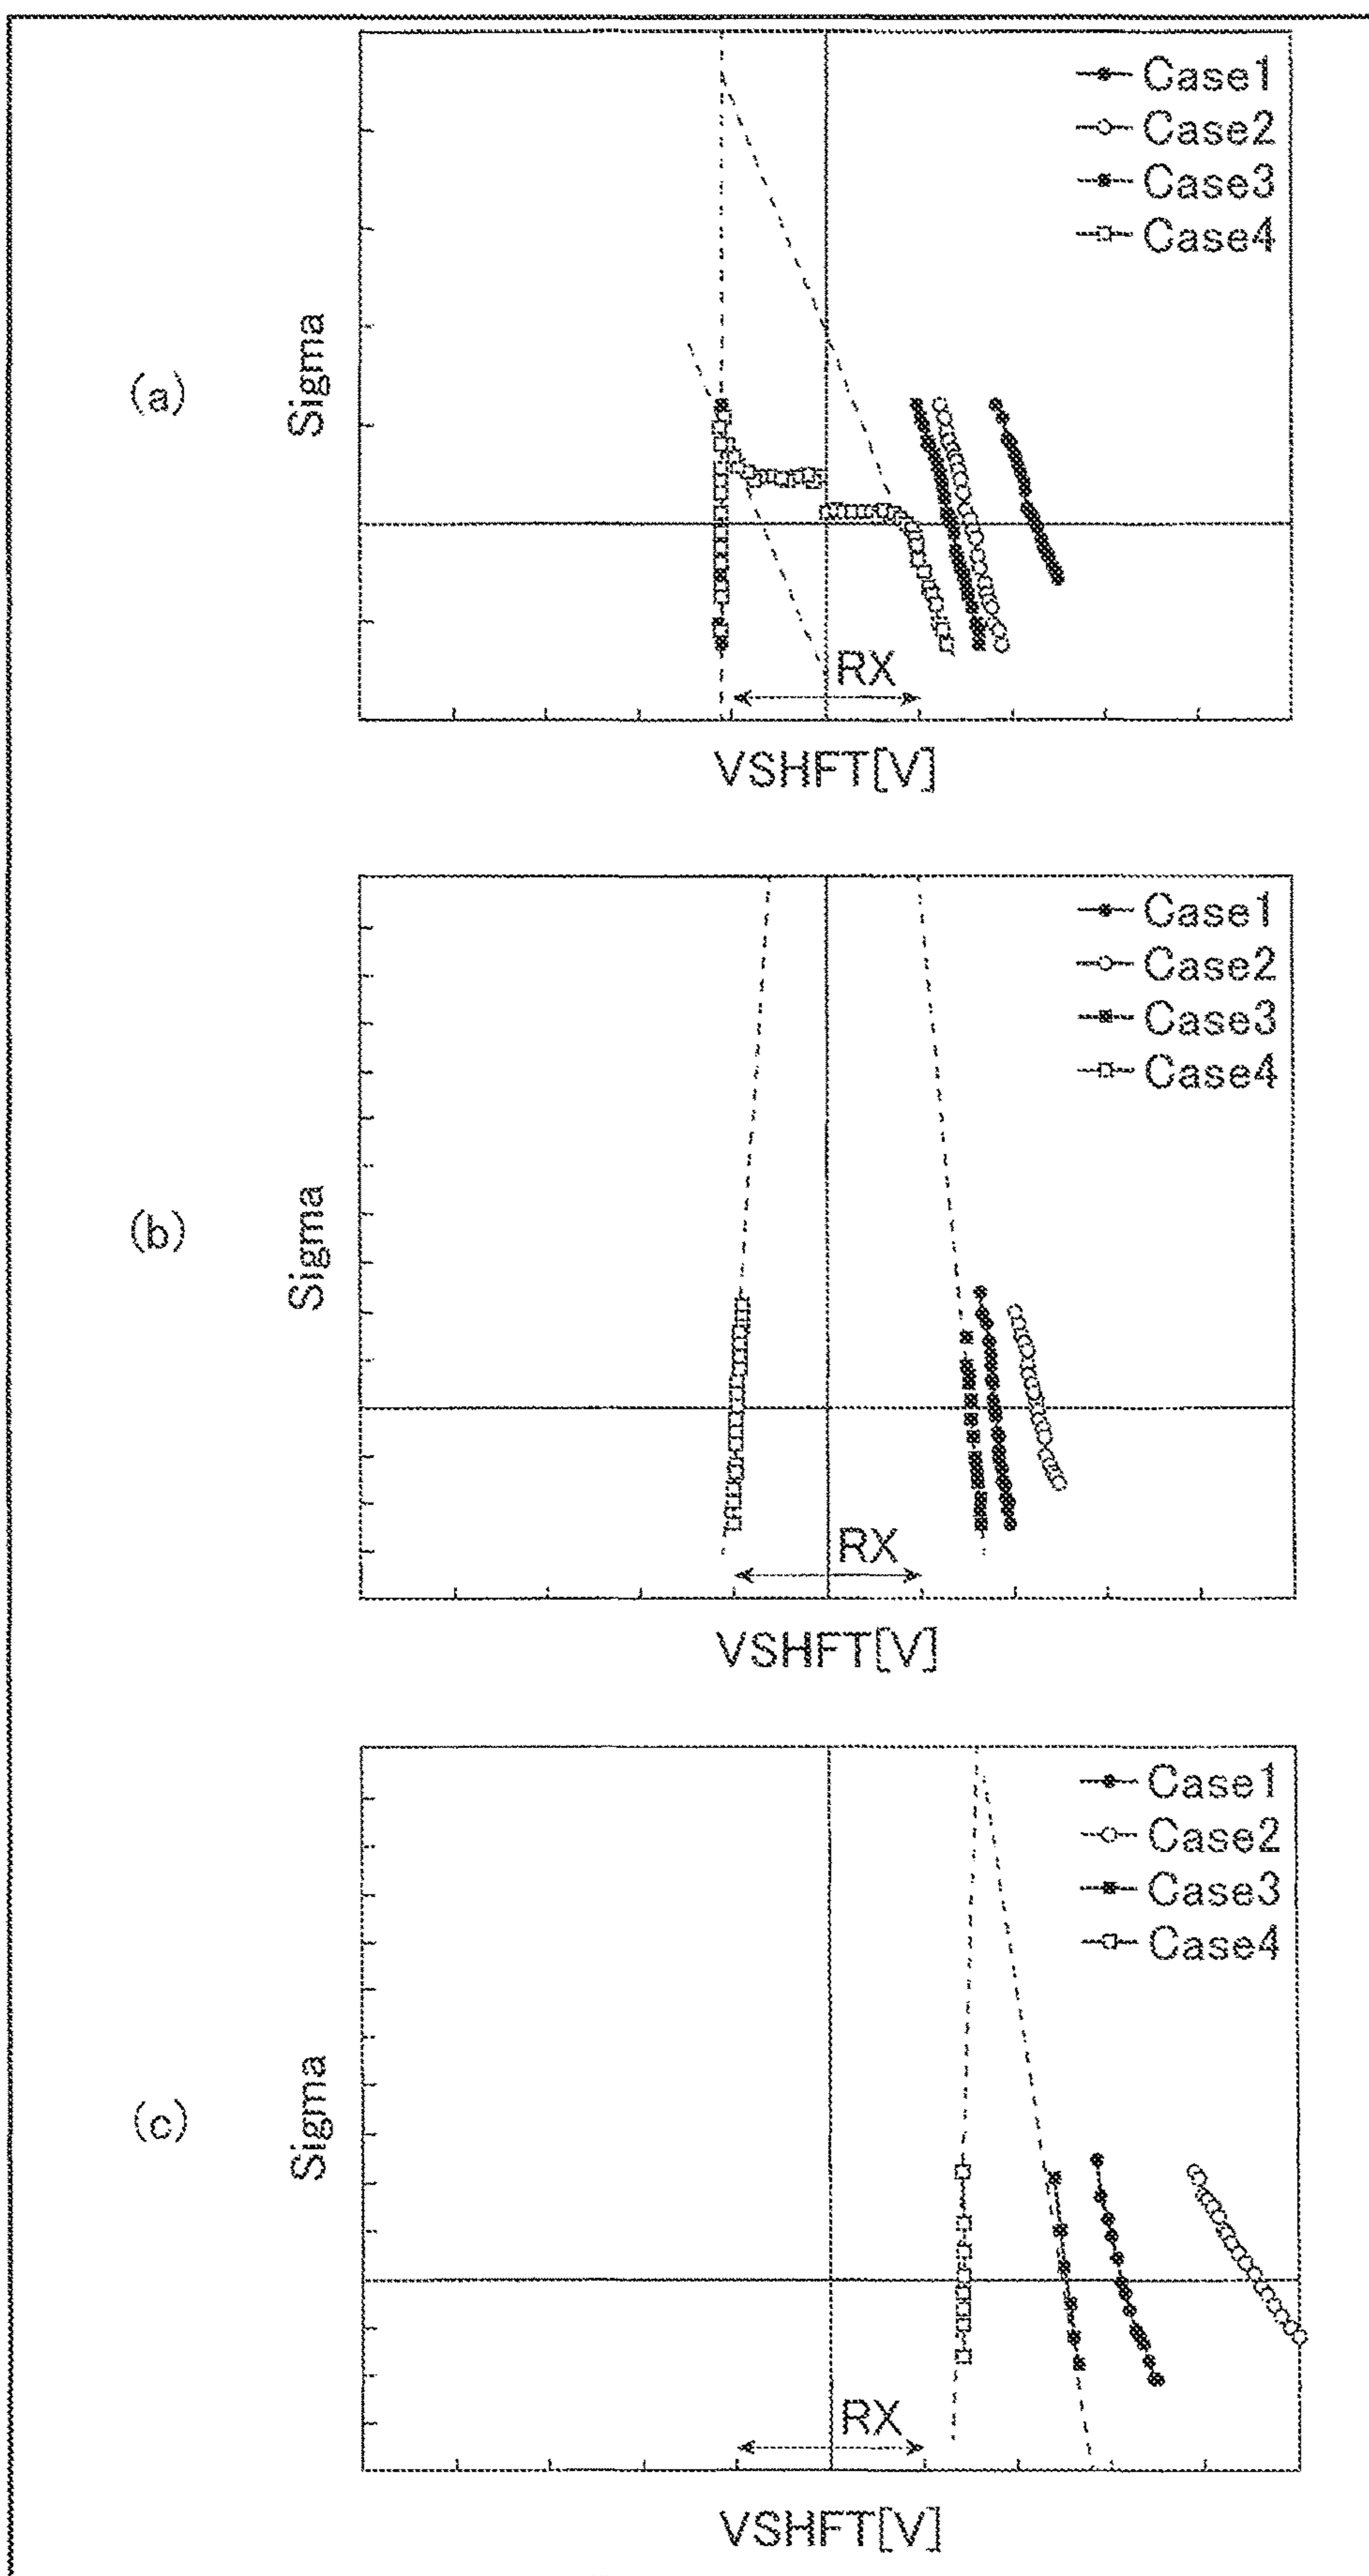 Case1
Case2
Case3
Case4
(a)
Sigma
RX
VSHFT[V]
Case1
Case2
Case3
Case4
(b)
Sigma
RX
VSHFT[V]
Case1
Case2
Case3
Case4
(c)
Sigma
RX
VSHFT[V]